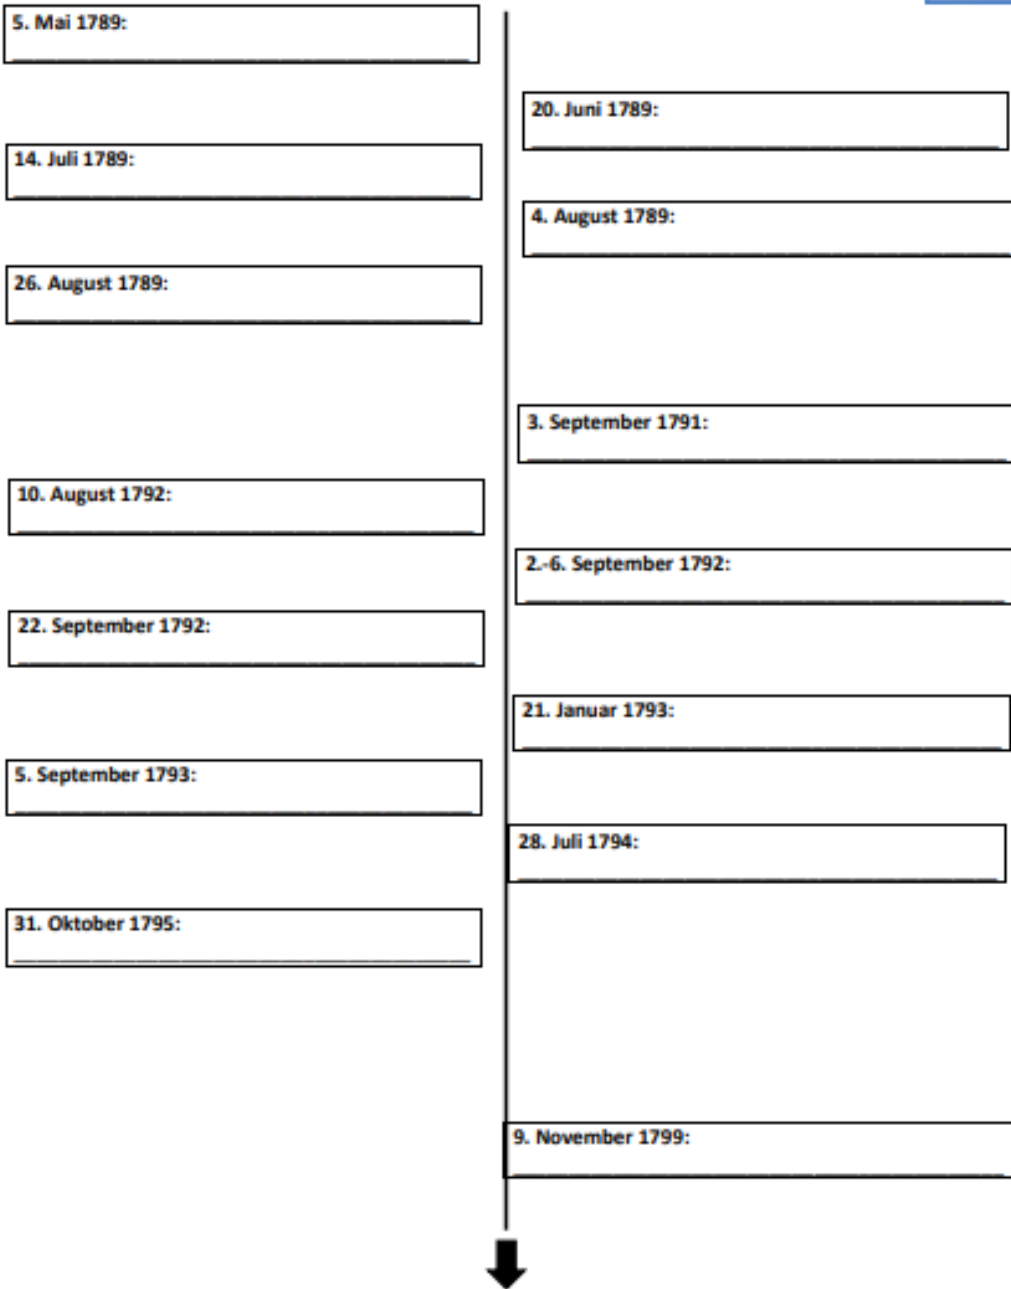 5. Mai 1789:
20. Juni 1789:
14. Juli 1789:
4. August 1789:
26. August 1789:
3. September 1791:
10. August 1792:
2.-6. September 1792:
22. September 1792:
21. Januar 1793:
5. September 1793:
28. Juli 1794:
31. Oktober 1795:
9. November 1799: